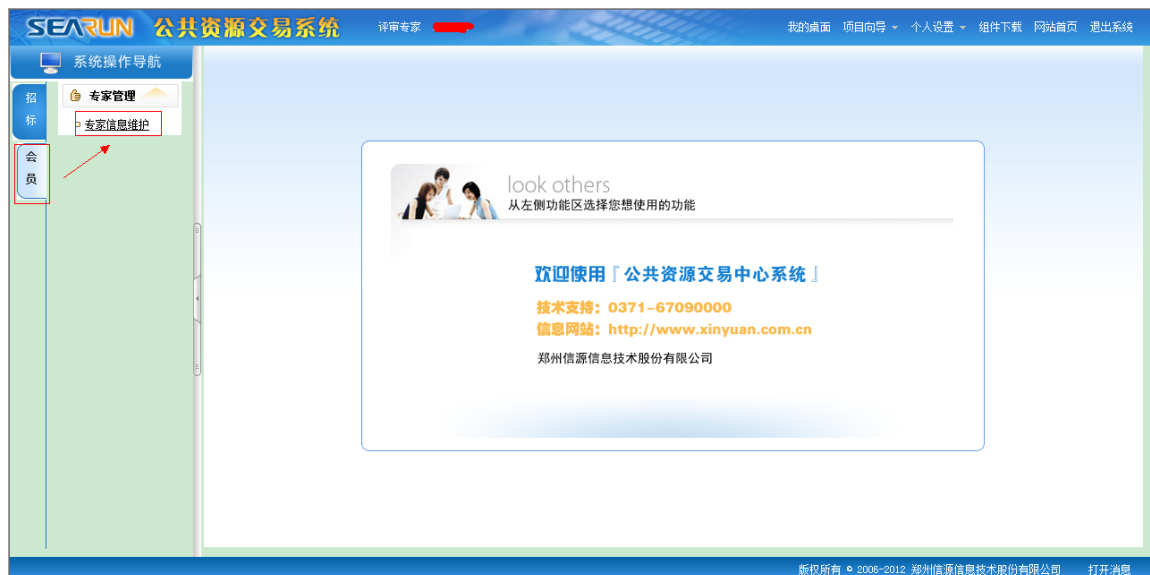 SEARUN 公共资源交易系统 评审专家 我的桌面 项目向导 个人设置 组件下载 网站首页 退出系统
系统操作导航
招标
会员
专家管理
专家信息维护
look others
从左侧功能区选择您想使用的功能
欢迎使用『公共资源交易中心系统』
技术支持：0371-67090000
信息网站：http://www.xinyuan.com.cn
郑州信源信息技术股份有限公司
版权所有 © 2006-2012 郑州信源信息技术股份有限公司 打开消息